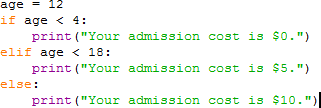 age = 12
if age < 4:
    print("Your admission cost is $0.")
elif age < 18:
    print("Your admission cost is $5.")
else:
    print("Your admission cost is $10.")